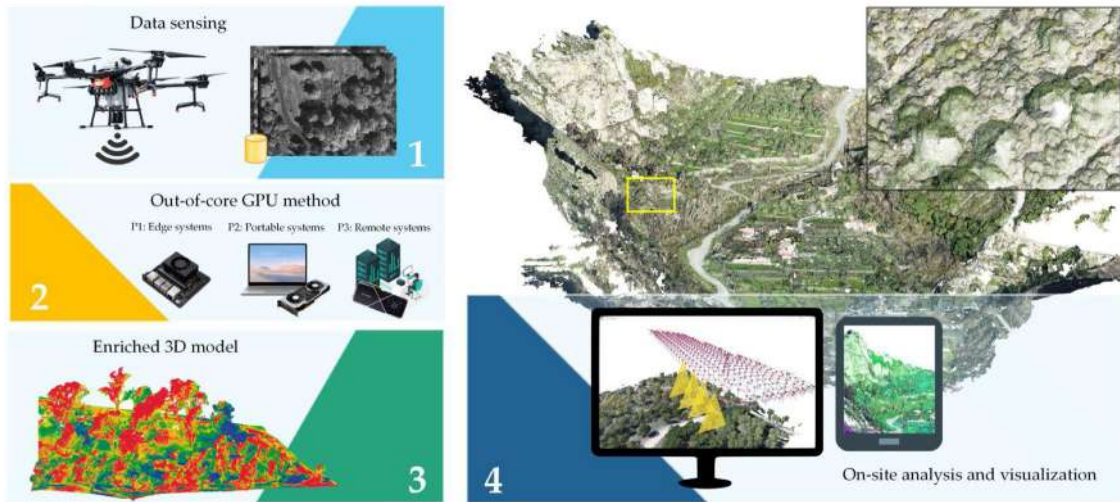 Data sensing
1
Out-of-core GPU method
P1: Edge systems
P2: Portable systems
P3: Remote systems
2
Enriched 3D model
3
4
On-site analysis and visualization